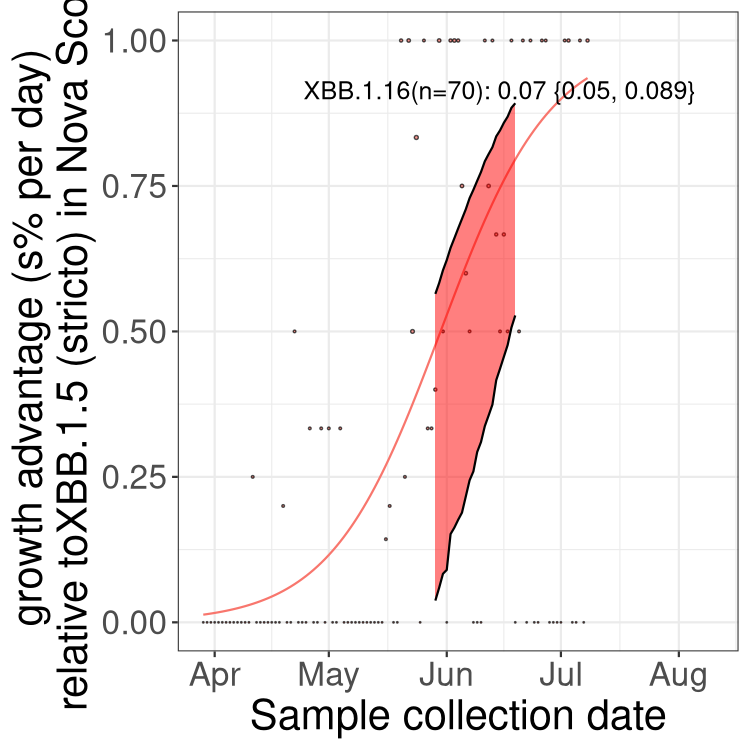 growth advantage (s% per day)
relative toXBB.1.5 (stricto) in Nova Sco
1.00
0.75
0.50
0.25
0.00
XBB.1.16(n=70): 0.07 {0.05, 0.089}
Apr May Jun Jul Aug
Sample collection date